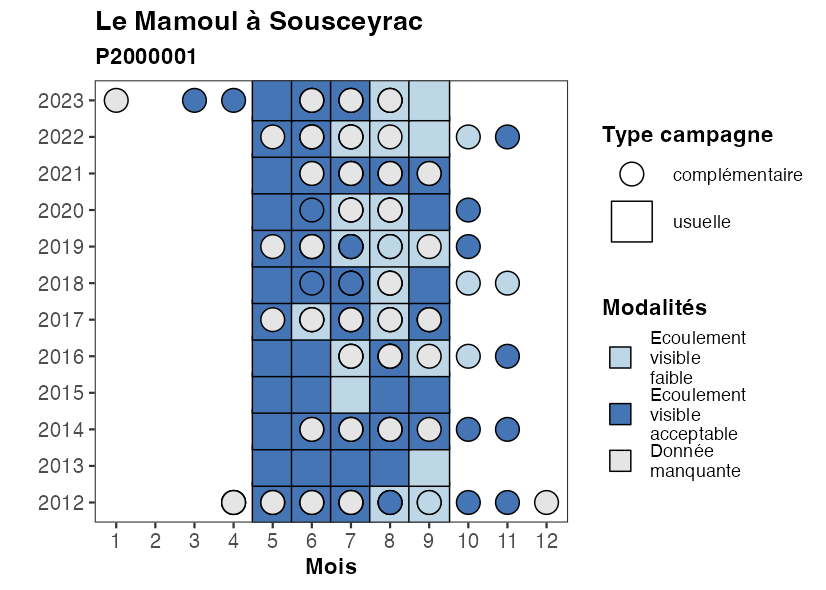 Le Mamoul à Sousceyrac
P2000001
2023
2022
2021
2020
2019
2018
2017
2016
2015
2014
2013
2012
1 2 3 4 5 6 7 8 9 10 11 12
Mois
Type campagne
complémentaire
usuelle
Modalités
Ecoulement
visible
faible
Ecoulement
visible
acceptable
Donnée
manquante